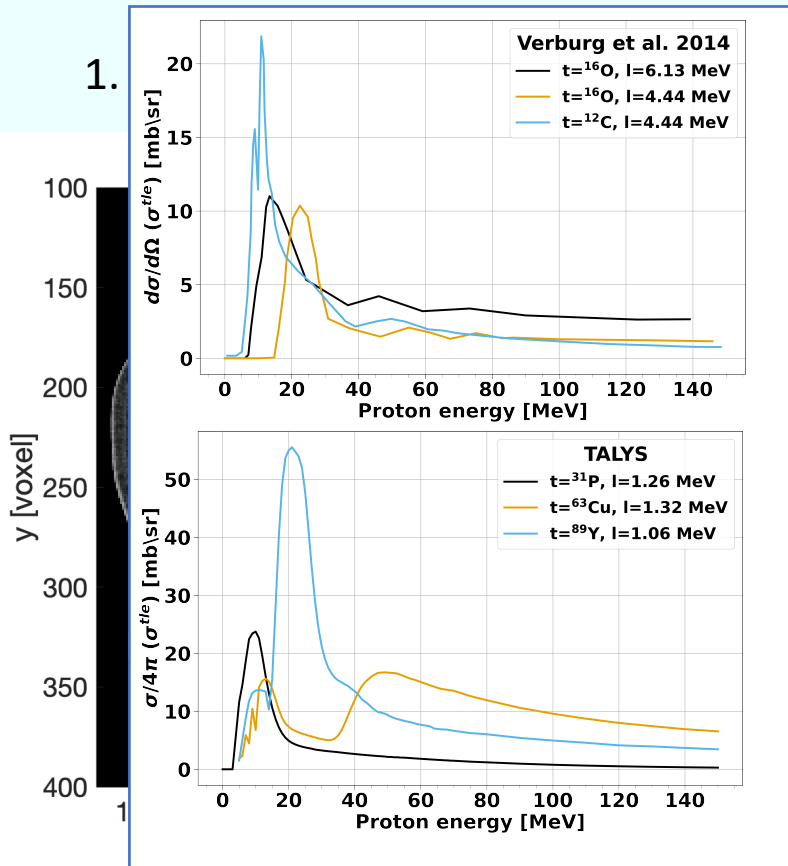 1.
100
150
200
250
300
350
400
y [voxel]
1
Verburg et al. 2014
t=¹⁶O, l=6.13 MeV
t=¹⁶O, l=4.44 MeV
t=¹²C, l=4.44 MeV
dσ/dΩ (σᵗˡᵉ) [mb\sr]
20
15
10
5
0
0 20 40 60 80 100 120 140
Proton energy [MeV]
TALYS
t=³¹P, l=1.26 MeV
t=⁶³Cu, l=1.32 MeV
t=⁸⁹Y, l=1.06 MeV
σ/4π (σᵗˡᵉ) [mb\sr]
50
40
30
20
10
0
0 20 40 60 80 100 120 140
Proton energy [MeV]